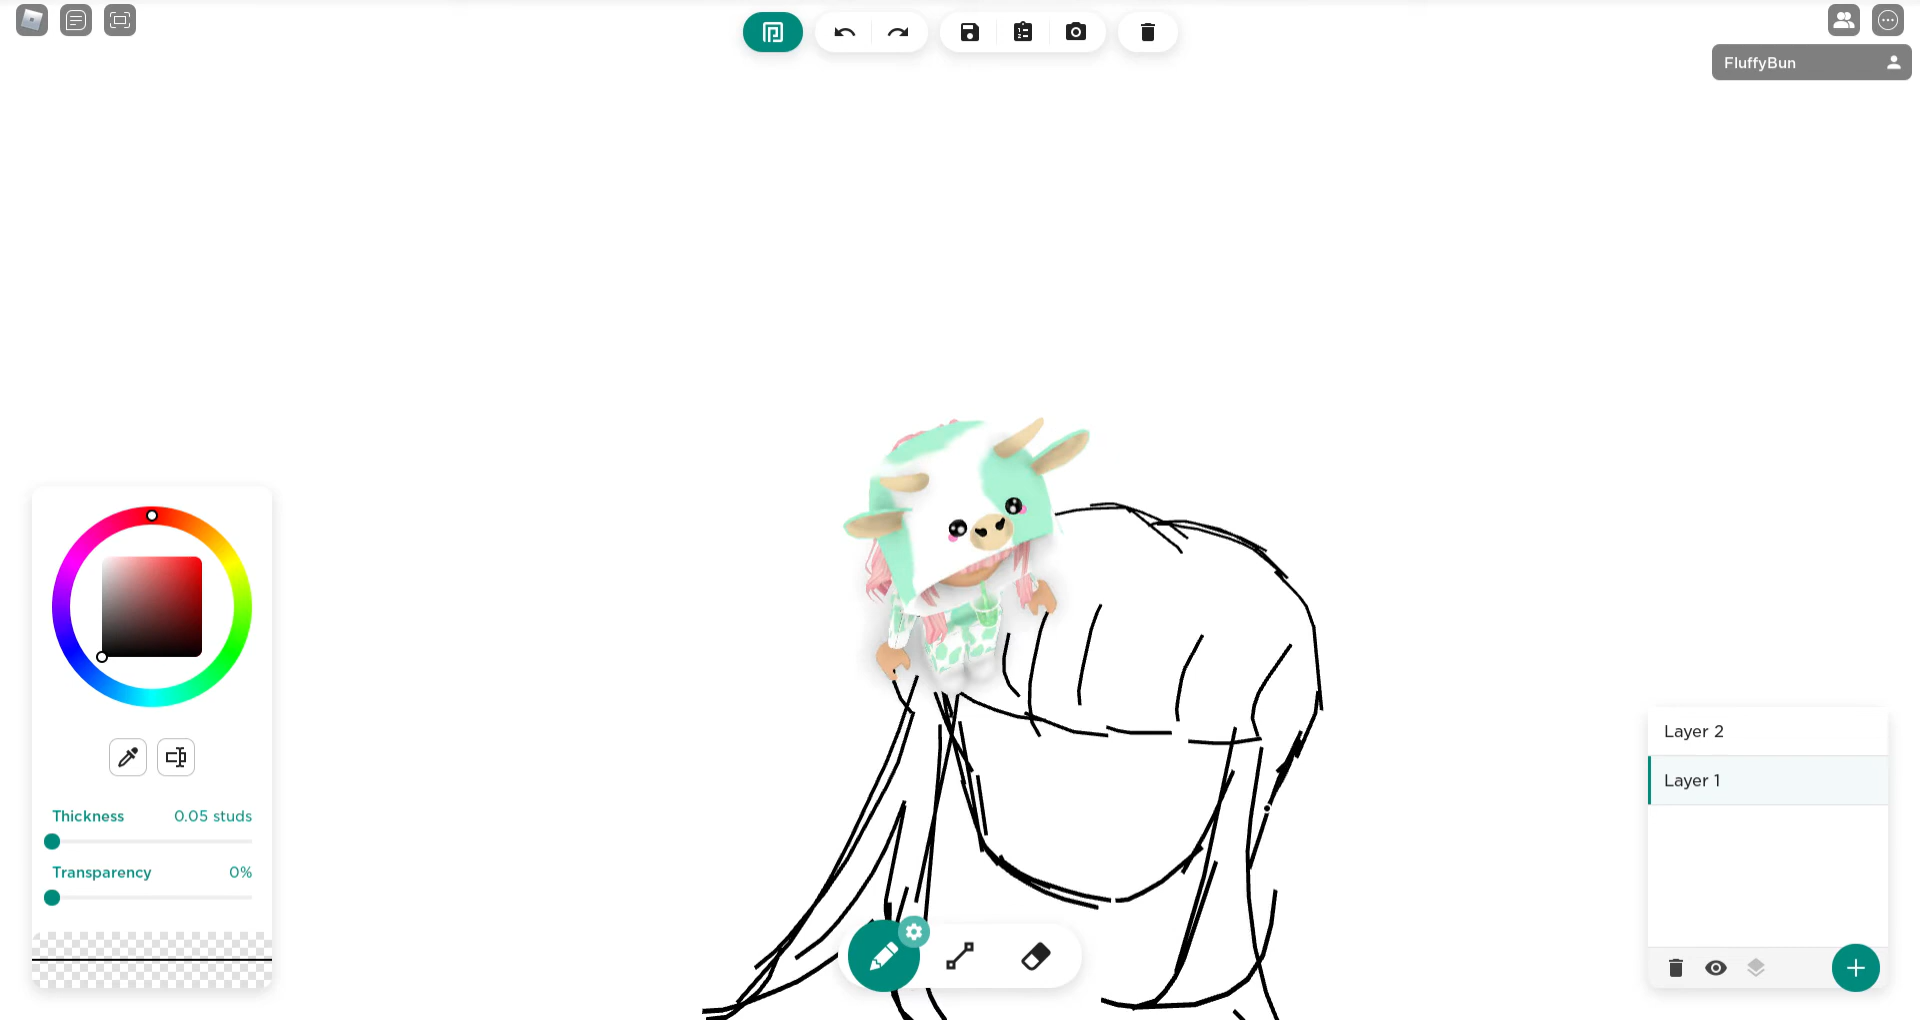 FluffyBun
Thickness 0.05 studs
Transparency 0%
Layer 2
Layer 1